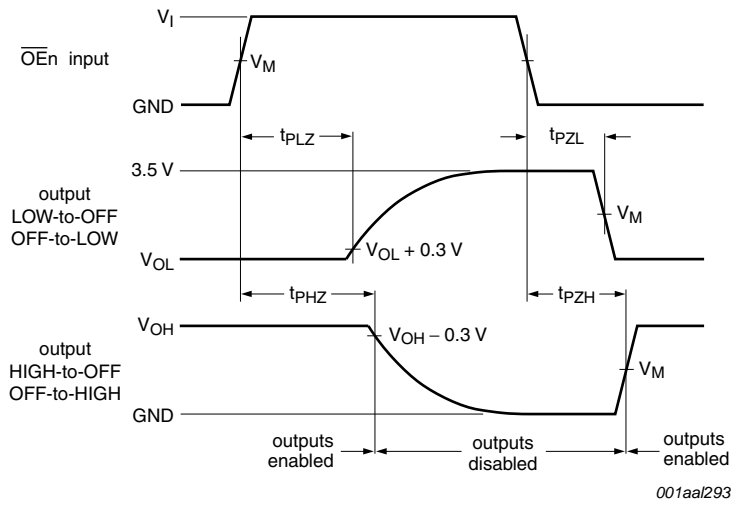 V_I
O̅E̅n input
V_M
GND
t_PLZ
t_PZL
3.5 V
output
LOW-to-OFF
OFF-to-LOW
V_M
V_OL + 0.3 V
V_OL
t_PHZ
t_PZH
V_OH
V_OH − 0.3 V
output
HIGH-to-OFF
OFF-to-HIGH
V_M
GND
outputs
enabled
outputs
disabled
outputs
enabled
001aal293